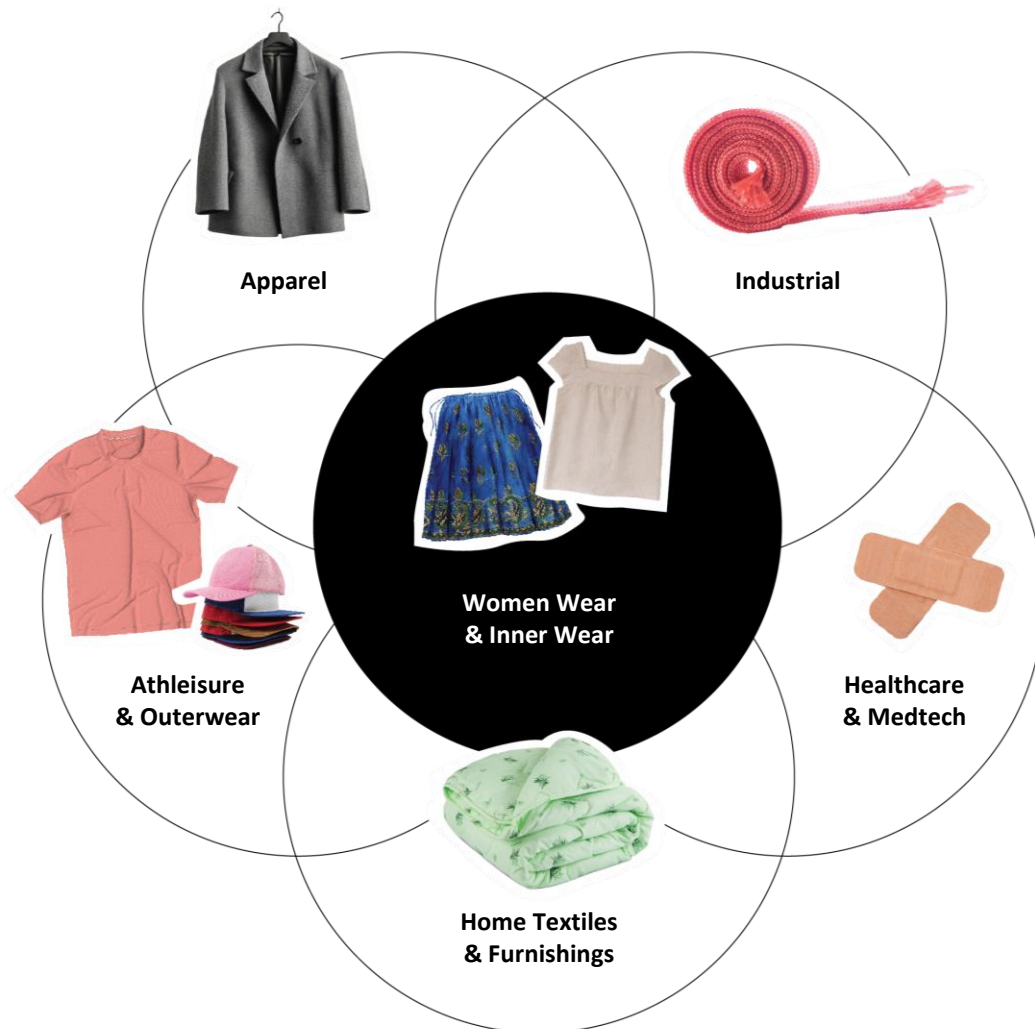 Apparel
Industrial
Women Wear
& Inner Wear
Athleisure
& Outerwear
Healthcare
& Medtech
Home Textiles
& Furnishings